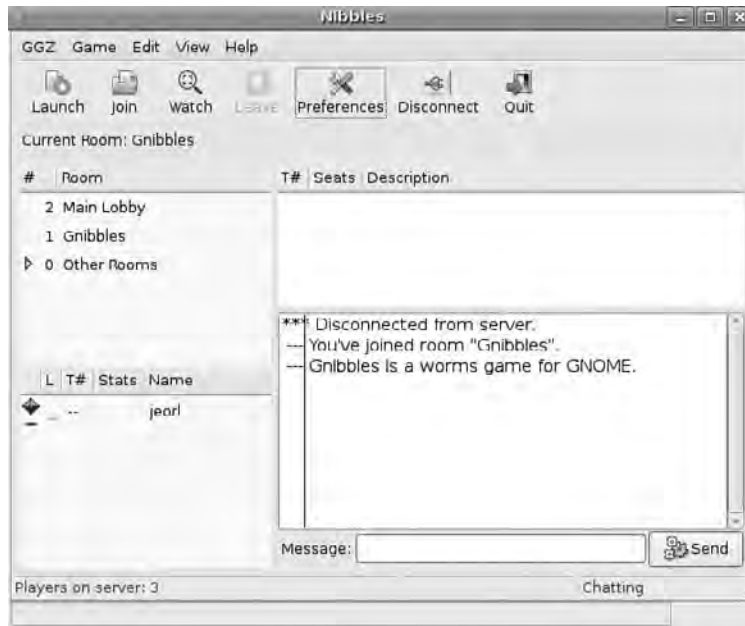 Nibbles
GGZ Game Edit View Help
Launch Join Watch Leave Preferences Disconnect Quit
Current Room: Gnibbles
# Room
2 Main Lobby
1 Gnibbles
0 Other Rooms
T# Seats Description
*** Disconnected from server.
--- You've joined room "Gnibbles".
--- Gnibbles is a worms game for GNOME.
L T# Stats Name
-- jeorl
Message: Send
Players on server: 3 Chatting